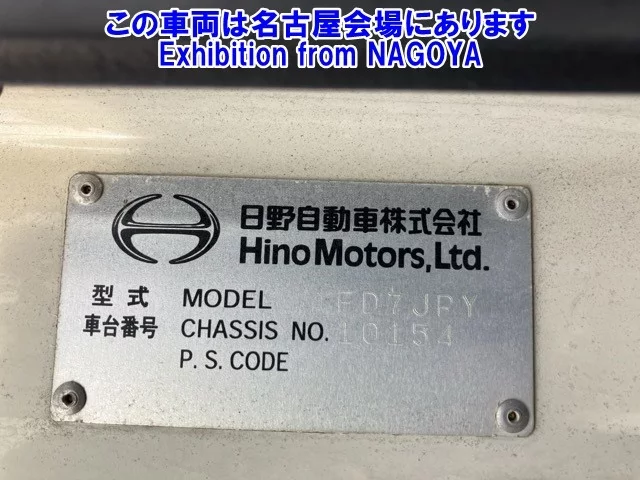 この車両は名古屋会場にあります
Exhibition from NAGOYA
日野自動車株式会社
Hino Motors, Ltd.
型式 MODEL FD7JPY
車台番号 CHASSIS NO. 10154
P. S. CODE